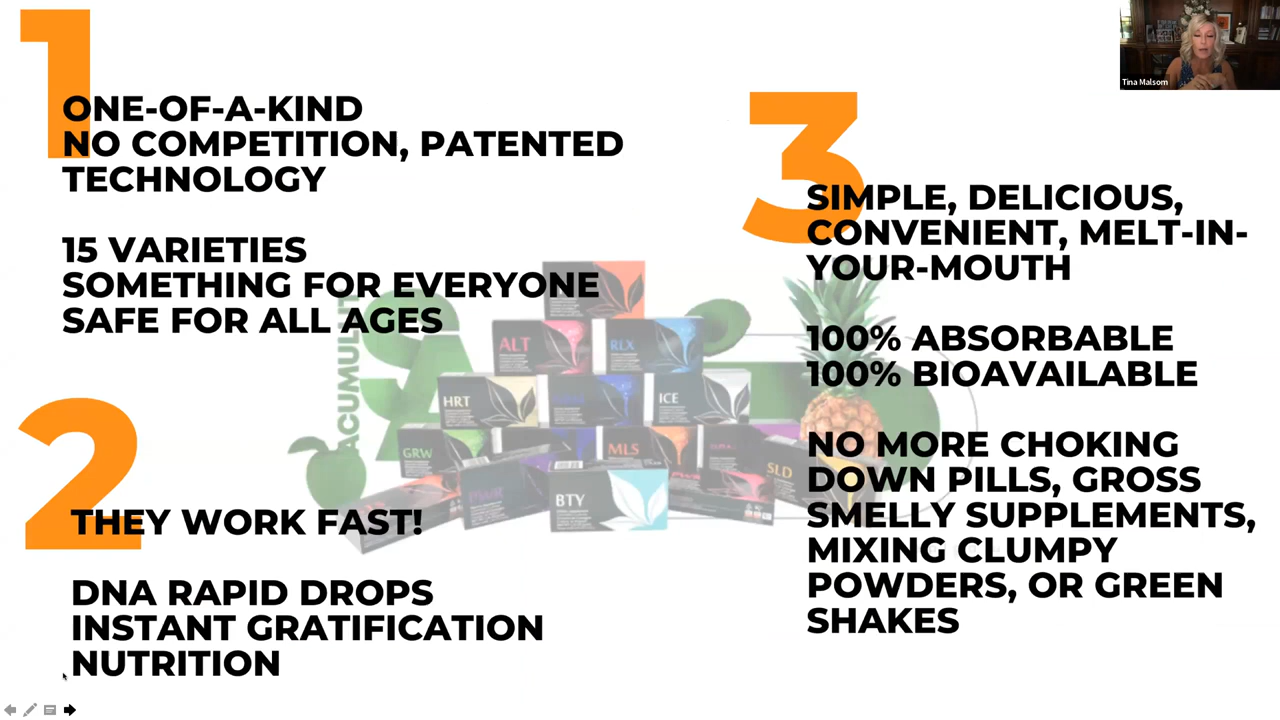 1
ONE-OF-A-KIND
NO COMPETITION, PATENTED
TECHNOLOGY
15 VARIETIES
SOMETHING FOR EVERYONE
SAFE FOR ALL AGES
2
THEY WORK FAST!
DNA RAPID DROPS
INSTANT GRATIFICATION
NUTRITION
3
SIMPLE, DELICIOUS,
CONVENIENT, MELT-IN-
YOUR-MOUTH
100% ABSORBABLE
100% BIOAVAILABLE
NO MORE CHOKING
DOWN PILLS, GROSS
SMELLY SUPPLEMENTS,
MIXING CLUMPY
POWDERS, OR GREEN
SHAKES
Tina Malsom
ACUMULLIT
SA
ALT
RLX
HRT
ICE
GRW
MLS
PWR
SLD
BTY